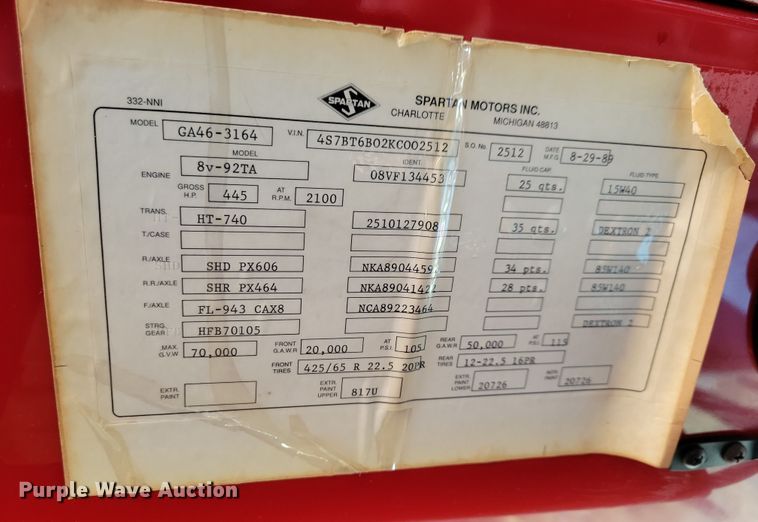 332-NNI SPARTAN SPARTAN MOTORS INC.
CHARLOTTE MICHIGAN 48813
MODEL GA46-3164 V.I.N. 4S7BT6B02KC002512 S.O. No. 2512 DATE M.F.G. 8-29-89
MODEL IDENT. FLUID CAP. FLUID TYPE
ENGINE 8v-92TA 08VF134453 25 qts. 15W40
GROSS H.P. 445 AT R.P.M. 2100
TRANS. HT-740 2510127908 35 qts. DEXTRON 2
T/CASE
R./AXLE SHD PX606 34 pts. 85W140
R.R/AXLE SHR PX464 28 pts. 85W140
F./AXLE FL-943 CAX8 NCA89223464
STRG. GEAR HFB70105 DEXTRON 2
MAX. G.V.W 70,000 FRONT G.A.W.R 20,000 AT P.S.I. 105 REAR G.A.W.R 50,000 AT P.S.I. 115
FRONT TIRES 425/65 R 22.5 20PR REAR TIRES 12-22.5 16PR
EXTR. PAINT EXTR. PAINT UPPER 817U EXTR. PAINT LOWER 20726 PAINT 20726
Purple Wave Auction